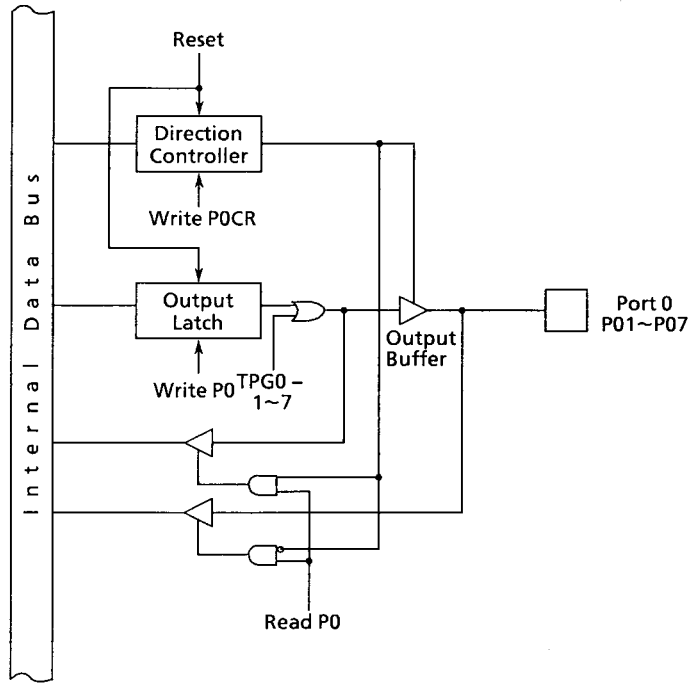 Reset
Direction
Controller
Write P0CR
Internal Data Bus
Output
Latch
Write P0
TPG0 –
1~7
Output
Buffer
Port 0
P01~P07
Read P0